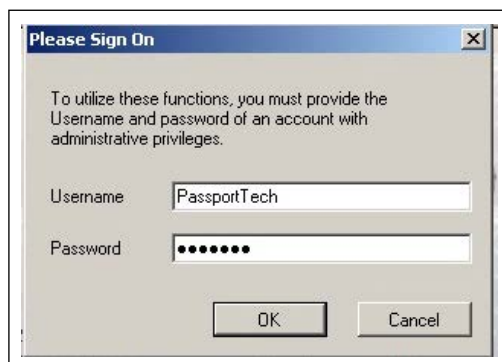 Please Sign On
To utilize these functions, you must provide the
Username and password of an account with
administrative privileges.
Username PassportTech
Password ●●●●●●●
OK Cancel